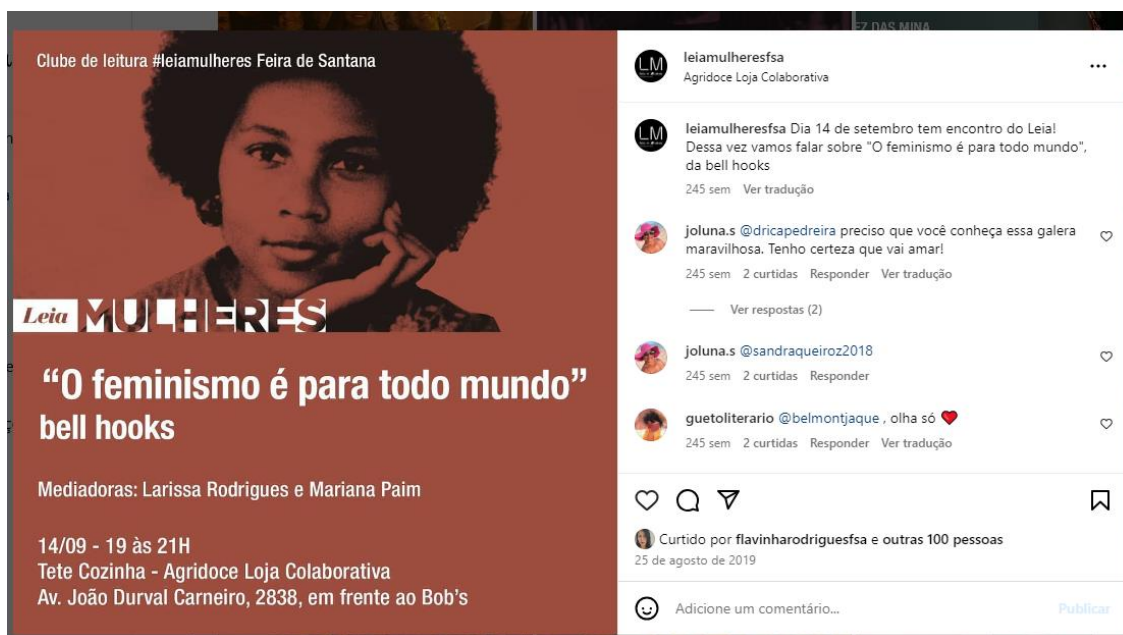 EZ DAS MINA
Clube de leitura #leiamulheres Feira de Santana
Leia MULHERES
“O feminismo é para todo mundo”
bell hooks
Mediadoras: Larissa Rodrigues e Mariana Paim
14/09 - 19 às 21H
Tete Cozinha - Agridoce Loja Colaborativa
Av. João Durval Carneiro, 2838, em frente ao Bob’s
LM
leiamulheresfsa
Agridoce Loja Colaborativa
LM
leiamulheresfsa Dia 14 de setembro tem encontro do Leia!
Dessa vez vamos falar sobre "O feminismo é para todo mundo",
da bell hooks
245 sem Ver tradução
joluna.s @dricapedreira preciso que você conheça essa galera
maravilhosa. Tenho certeza que vai amar!
245 sem 2 curtidas Responder Ver tradução
Ver respostas (2)
joluna.s @sandraqueiroz2018
245 sem 2 curtidas Responder
guetoliterario @belmontjaque , olha só ❤
245 sem 2 curtidas Responder Ver tradução
Curtido por flavinharodriguesfsa e outras 100 pessoas
25 de agosto de 2019
Adicione um comentário...
Publicar